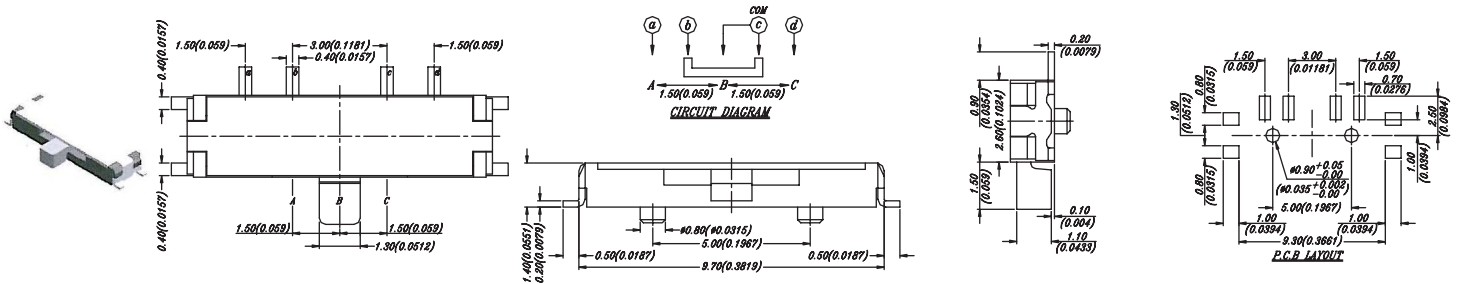 1.50(0.059)
3.00(0.1181)
1.50(0.059)
0.40(0.0157)
0.40(0.0157)
a
b
c
d
A
B
C
0.40(0.0157)
1.50(0.059)
1.50(0.059)
1.30(0.0512)
COM
a
b
c
d
A
B
C
1.50(0.059)
1.50(0.059)
CIRCUIT DIAGRAM
1.40(0.0551)
0.20(0.0079)
ø0.80(ø0.0315)
5.00(0.1967)
0.50(0.0187)
0.50(0.0187)
9.70(0.3819)
0.20
(0.0079)
0.90
(0.0354)
2.60(0.1024)
1.50
(0.059)
0.10
(0.004)
1.10
(0.0433)
1.50
(0.059)
3.00
(0.01181)
1.50
(0.059)
0.70
(0.0276)
0.80
(0.0315)
1.30
(0.0512)
2.50
(0.0984)
1.00
(0.0394)
0.80
(0.0315)
ø0.90 +0.05
-0.00
(ø0.035 +0.002
-0.00)
5.00(0.1967)
1.00
(0.0394)
1.00
(0.0394)
9.30(0.3661)
P.C.B LAYOUT